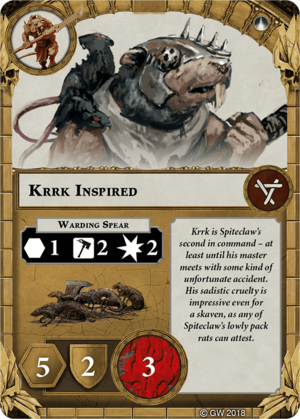 Krrk Inspired
Warding Spear
1 2 2
Krrk is Spiteclaw's
second in command – at
least until his master
meets with some kind of
unfortunate accident.
His sadistic cruelty is
impressive even for
a skaven, as any of
Spiteclaw's lowly pack
rats can attest.
5 2 3
© GW 2018